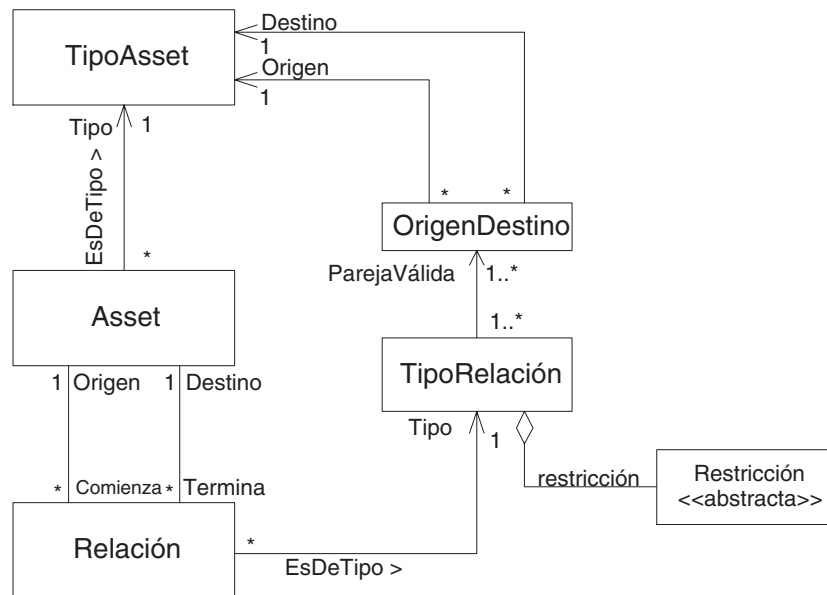 Destino
1
TipoAsset
Origen
1
Tipo
1
EsDeTipo >
*
*
*
OrigenDestino
ParejaVálida
1..*
Asset
1..*
TipoRelación
1
Origen
1
Destino
Tipo
1
restricción
Restricción
<<abstracta>>
*
Comienza
*
Termina
Relación
*
EsDeTipo >